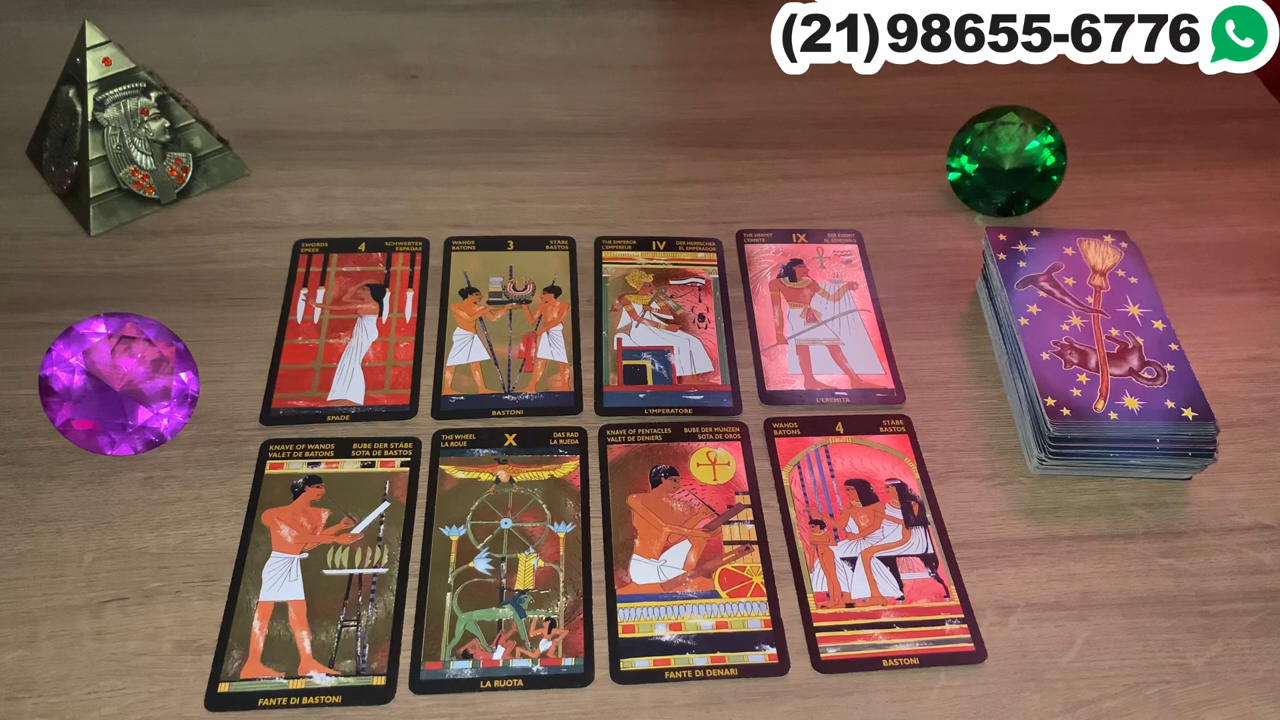 (21)98655-6776
SWORDS 4 SCHWERTER
EPEES ESPADAS
SPADE
WANDS 3 STÄBE
BATONS BASTOS
BASTONI
THE EMPEROR IV DER HERRSCHER
L'EMPEREUR EL EMPERADOR
L'IMPERATORE
THE HERMIT IX DER EREMIT
L'ERMITE EL ERMITAÑO
L'EREMITA
KNAVE OF WANDS BUBE DER STÄBE
VALET DE BATONS SOTA DE BASTOS
FANTE DI BASTONI
THE WHEEL X DAS RAD
LA ROUE LA RUEDA
LA RUOTA
KNAVE OF PENTACLES BUBE DER MÜNZEN
VALET DE DENIERS SOTA DE OROS
FANTE DI DENARI
WANDS 4 STÄBE
BATONS BASTOS
BASTONI